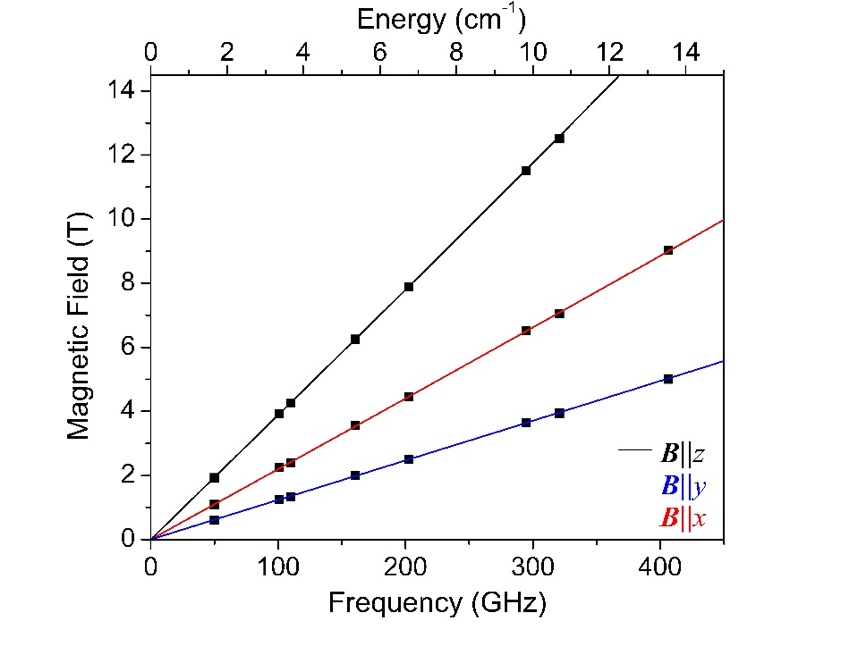 Energy (cm⁻¹)
0 2 4 6 8 10 12 14
14
12
10
8
6
4
2
0
Magnetic Field (T)
B||z
B||y
B||x
0 100 200 300 400
Frequency (GHz)